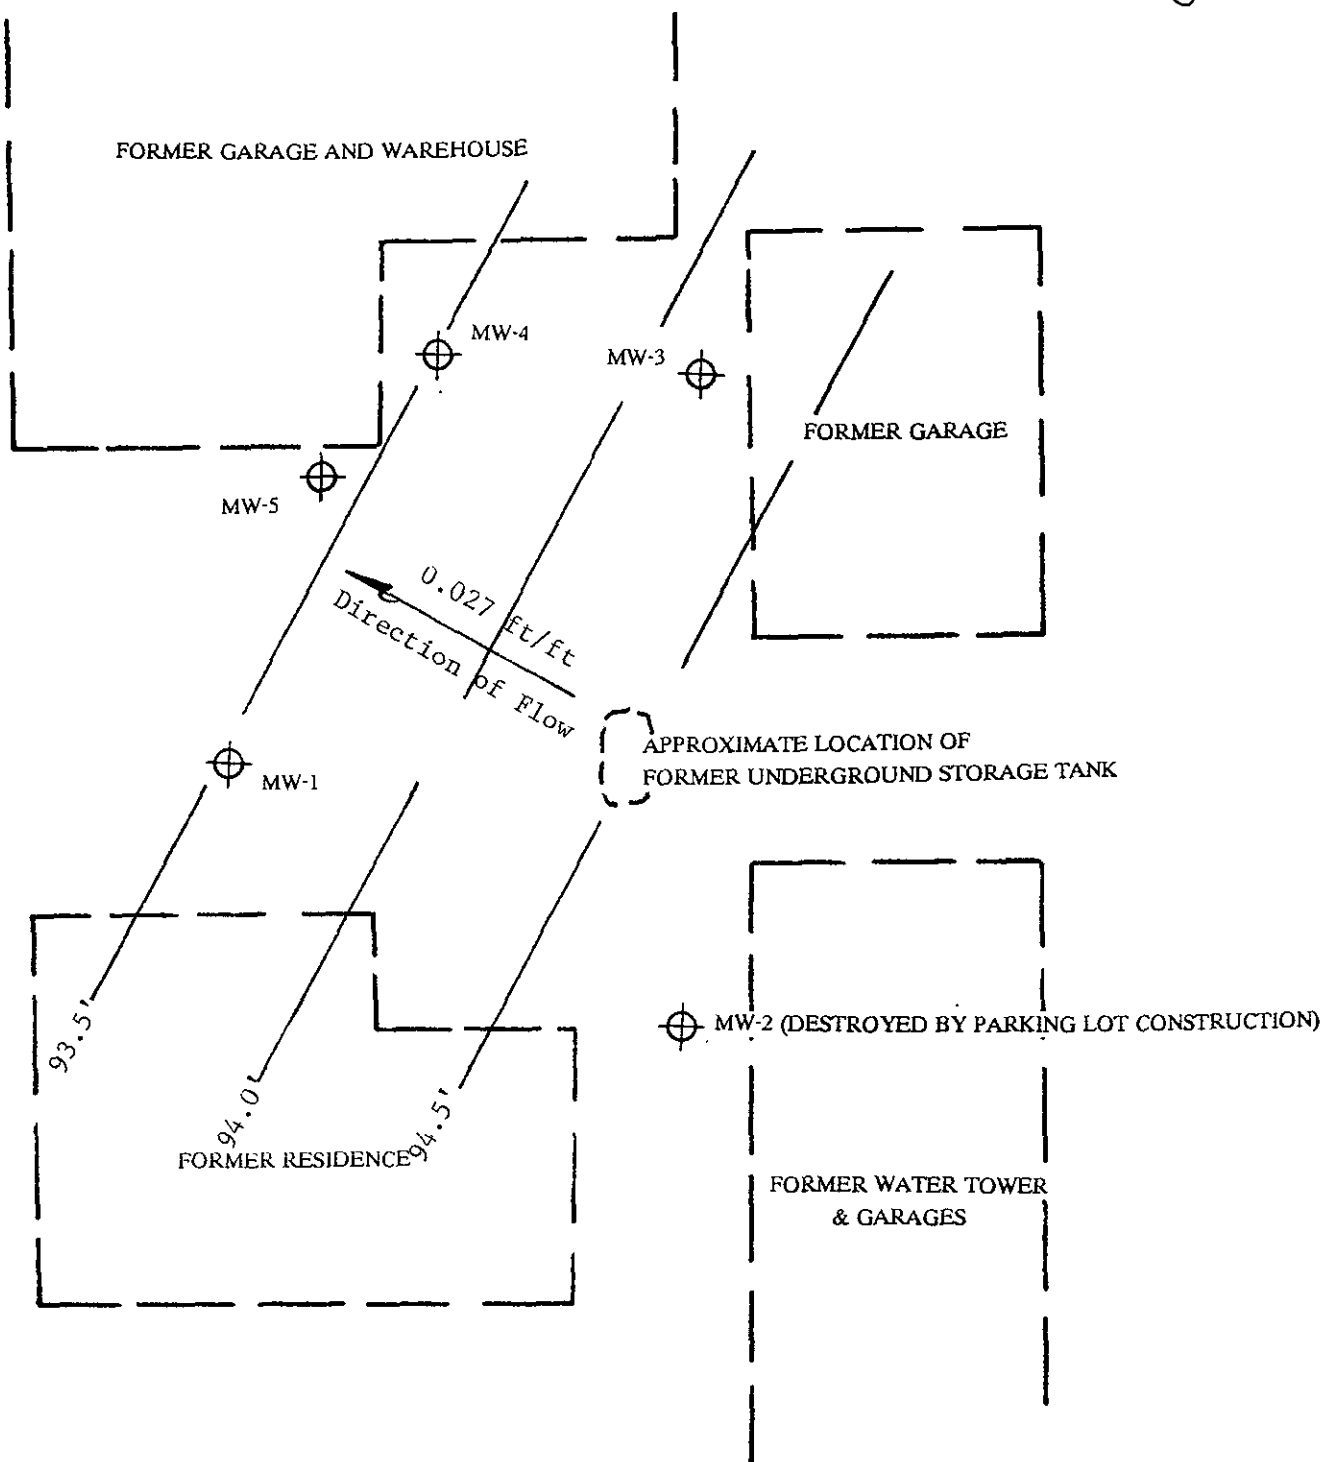 FORMER GARAGE AND WAREHOUSE
MW-4
MW-3
FORMER GARAGE
MW-5
0.027 ft/ft
Direction of Flow
APPROXIMATE LOCATION OF
FORMER UNDERGROUND STORAGE TANK
MW-1
MW-2 (DESTROYED BY PARKING LOT CONSTRUCTION)
93.5'
94.0'
94.5'
FORMER RESIDENCE
FORMER WATER TOWER
& GARAGES